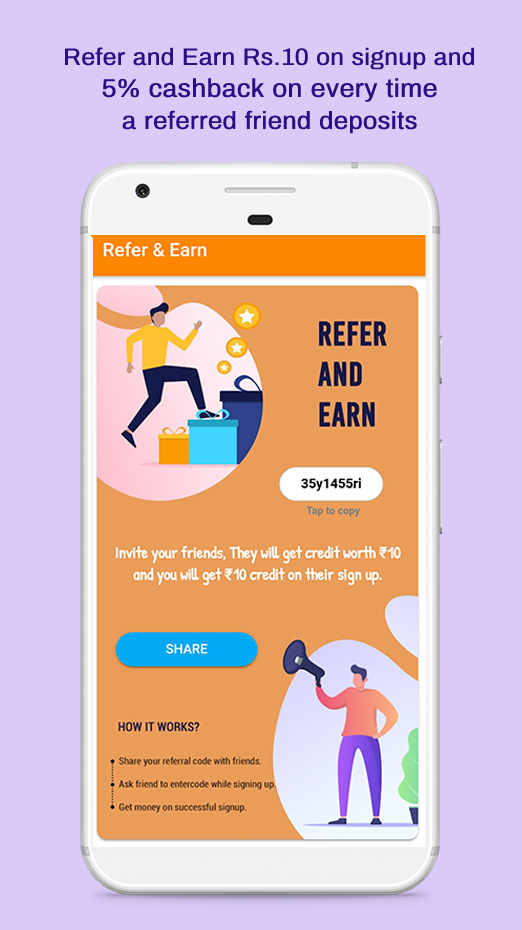 Refer and Earn Rs.10 on signup and
5% cashback on every time
a referred friend deposits
Refer & Earn
REFER
AND
EARN
35y1455ri
Tap to copy
Invite your friends, They will get credit worth ₹10
and you will get ₹10 credit on their sign up.
SHARE
HOW IT WORKS?
Share your referral code with friends.
Ask friend to entercode while signing up.
Get money on successful signup.